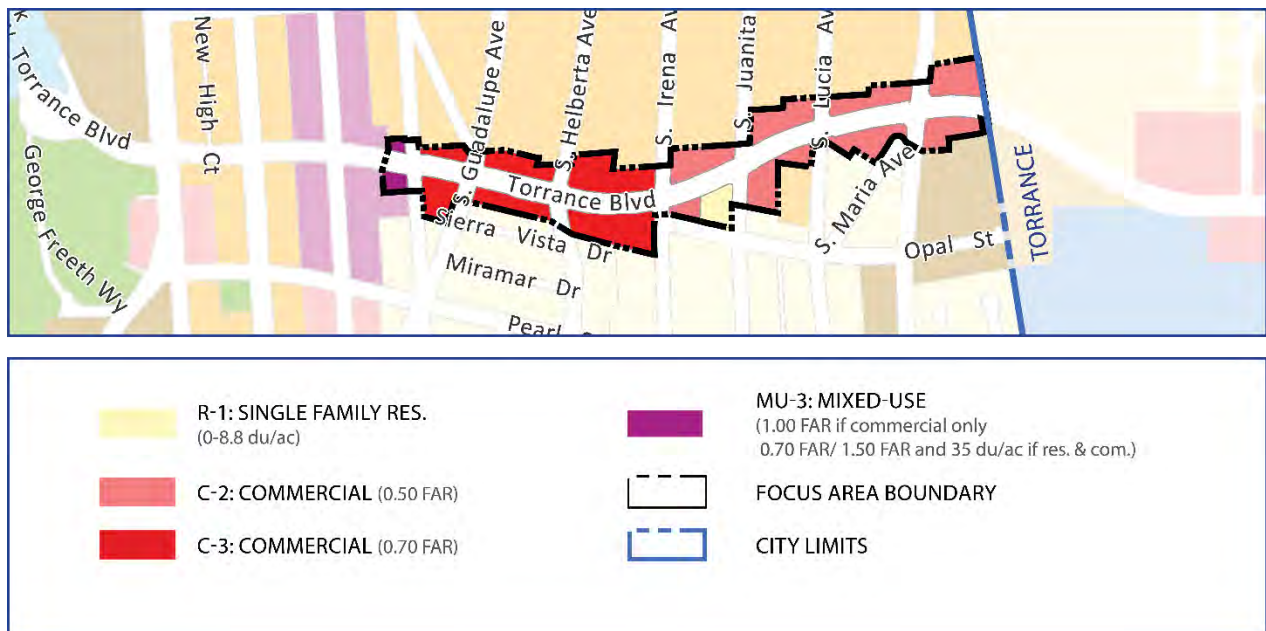 Torrance Blvd
New High Ct
George Freeth Wy
S. Guadalupe Ave
S. Helberta Ave
S. Irena Av
S. Juanita
S. Lucia Av
Torrance Blvd
Sierra Vista Dr
Miramar Dr
Pearl
S. Maria Ave
Opal St
TORRANCE
R-1: SINGLE FAMILY RES.
(0-8.8 du/ac)
C-2: COMMERCIAL (0.50 FAR)
C-3: COMMERCIAL (0.70 FAR)
MU-3: MIXED-USE
(1.00 FAR if commercial only
0.70 FAR/ 1.50 FAR and 35 du/ac if res. & com.)
FOCUS AREA BOUNDARY
CITY LIMITS